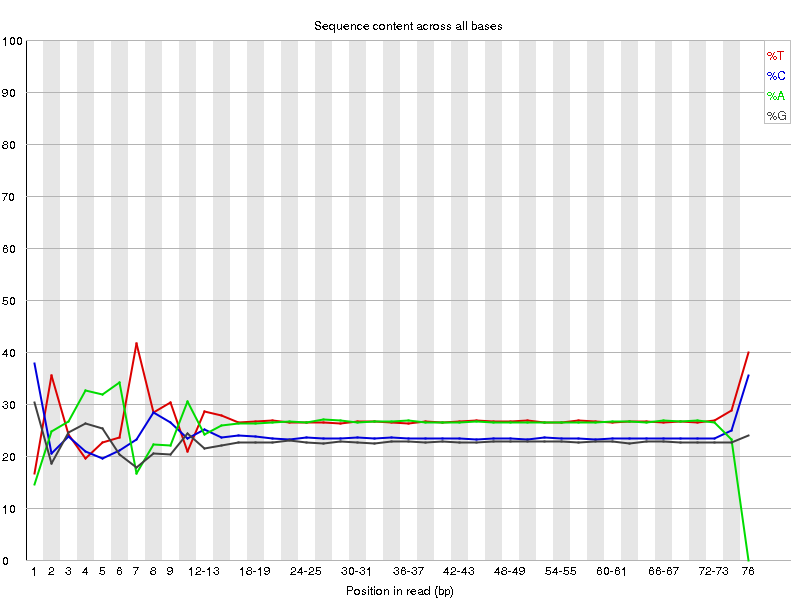 Sequence content across all bases
100
%T
%C
90
%A
%G
80
70
60
50
40
30
20
10
0
1 2 3 4 5 6 7 8 9 12-13 18-19 24-25 30-31 36-37 42-43 48-49 54-55 60-61 66-67 72-73 76
Position in read (bp)